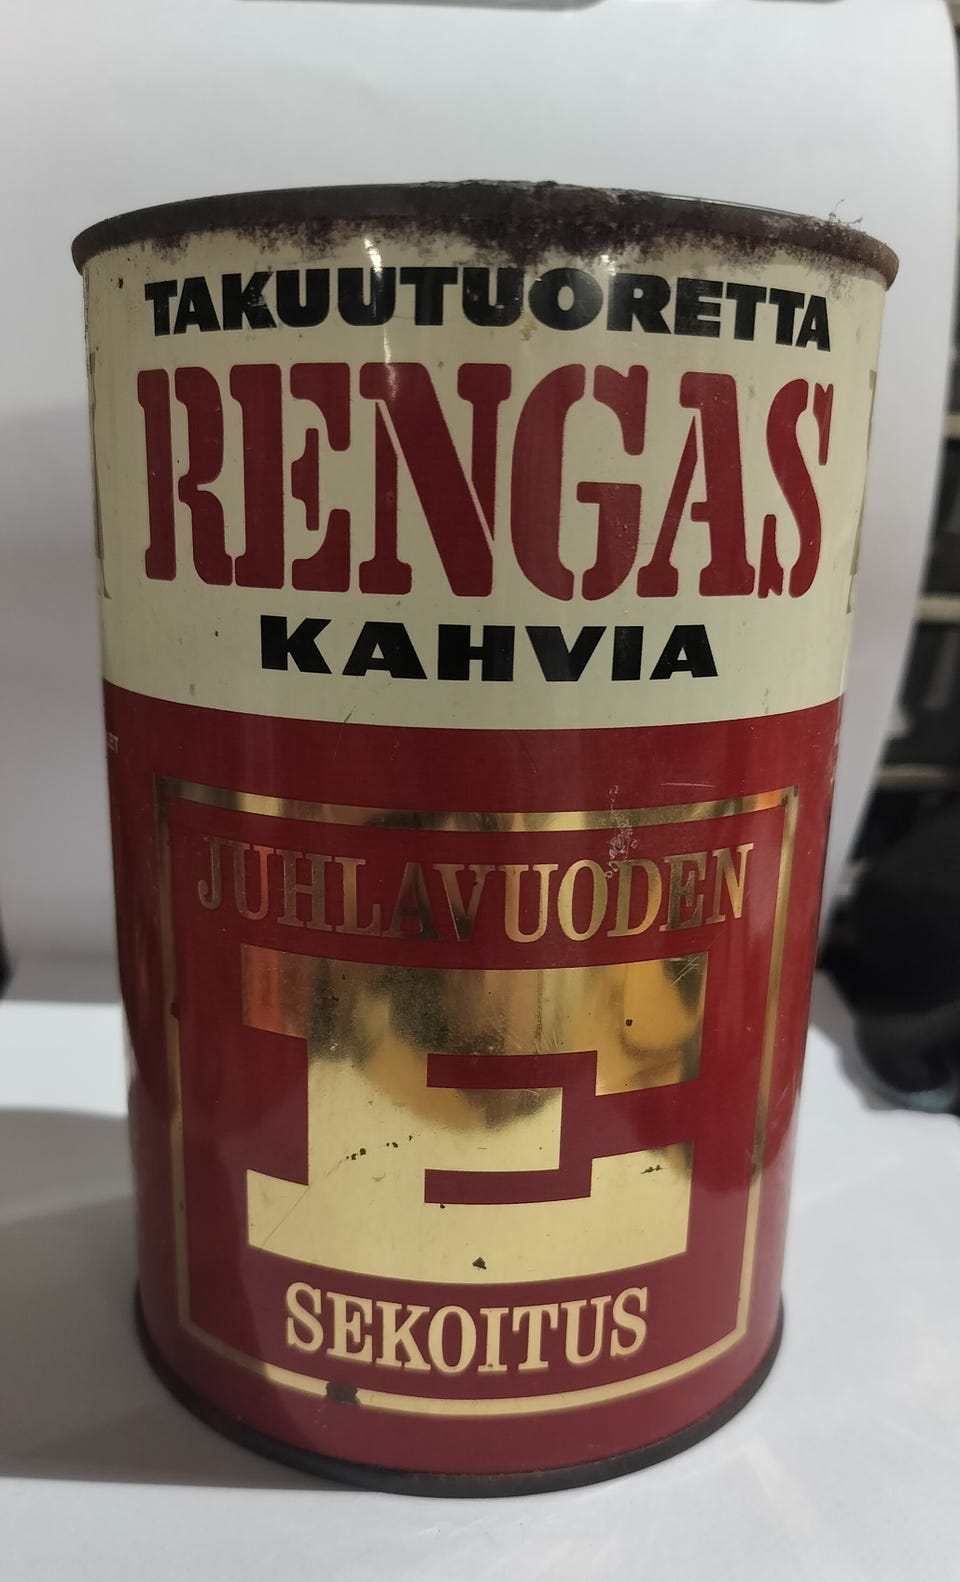 TAKUUTUORETTA
RENGAS
KAHVIA
JUHLAVUODEN
E
SEKOITUS